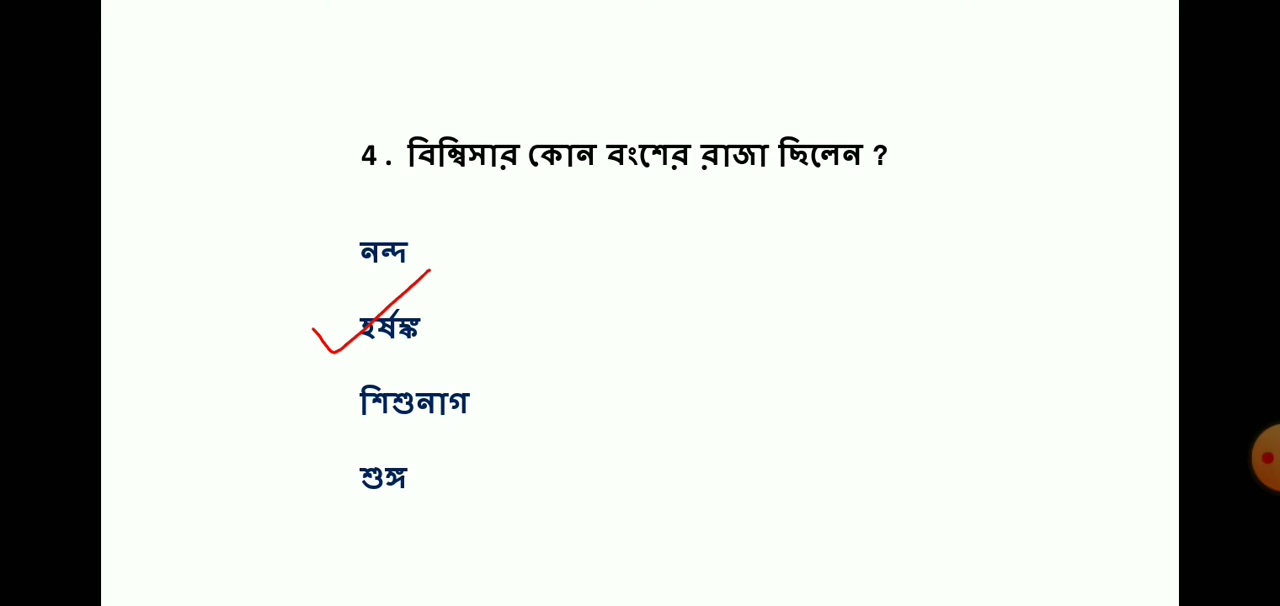 4 . বিম্বিসার কোন বংশের রাজা ছিলেন ?
নন্দ
হর্ষঙ্ক
শিশুনাগ
শুঙ্গ